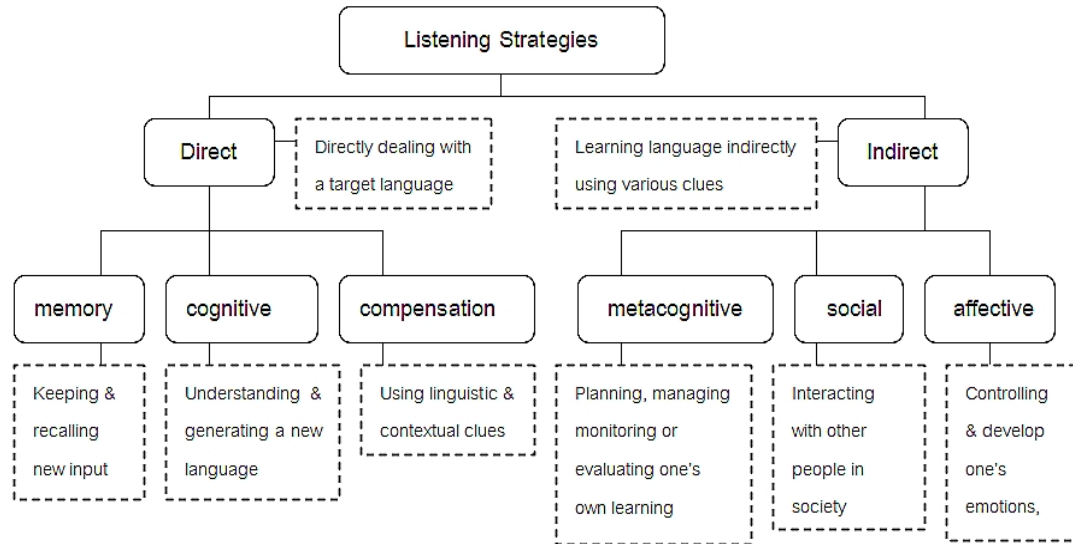 Listening Strategies
Direct
Directly dealing with
a target language
Learning language indirectly
using various clues
Indirect
memory
cognitive
compensation
metacognitive
social
affective
Keeping &
recalling
new input
Understanding &
generating a new
language
Using linguistic &
contextual clues
Planning, managing
monitoring or
evaluating one's
own learning
Interacting
with other
people in
society
Controlling
& develop
one's
emotions,